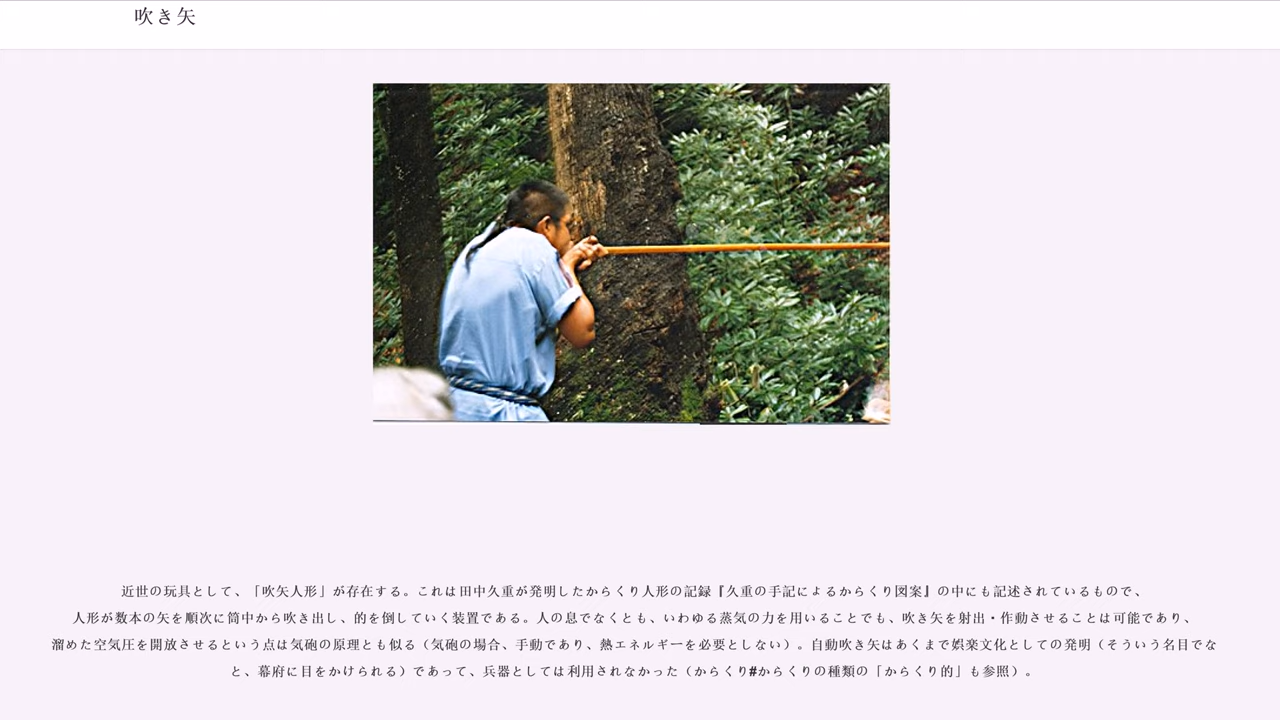 吹き矢
近世の玩具として、「吹矢人形」が存在する。これは田中久重が発明したからくり人形の記録『久重の手記によるからくり図案』の中にも記述されているもので、
人形が数本の矢を順次に筒中から吹き出し、的を倒していく装置である。人の息でなくとも、いわゆる蒸気の力を用いることでも、吹き矢を射出・作動させることは可能であり、
溜めた空気圧を開放させるという点は気砲の原理とも似る（気砲の場合、手動であり、熱エネルギーを必要としない）。自動吹き矢はあくまで娯楽文化としての発明（そういう名目でな
と、幕府に目をかけられる）であって、兵器としては利用されなかった（からくり#からくりの種類の「からくり的」も参照）。